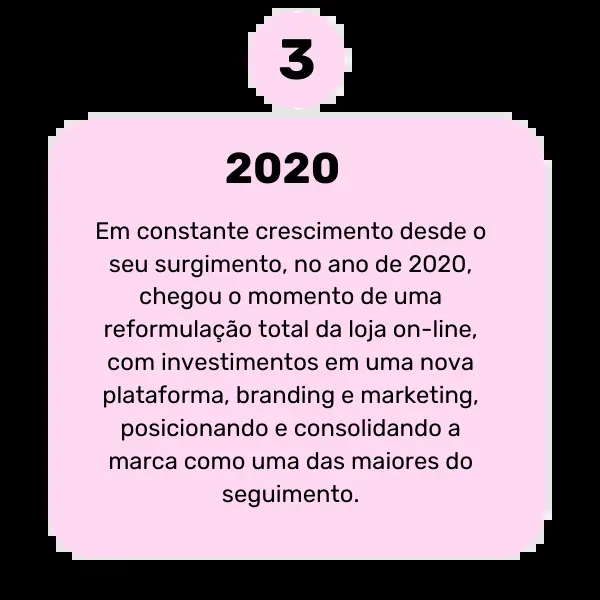 3
2020
Em constante crescimento desde o
seu surgimento, no ano de 2020,
chegou o momento de uma
reformulação total da loja on-line,
com investimentos em uma nova
plataforma, branding e marketing,
posicionando e consolidando a
marca como uma das maiores do
seguimento.